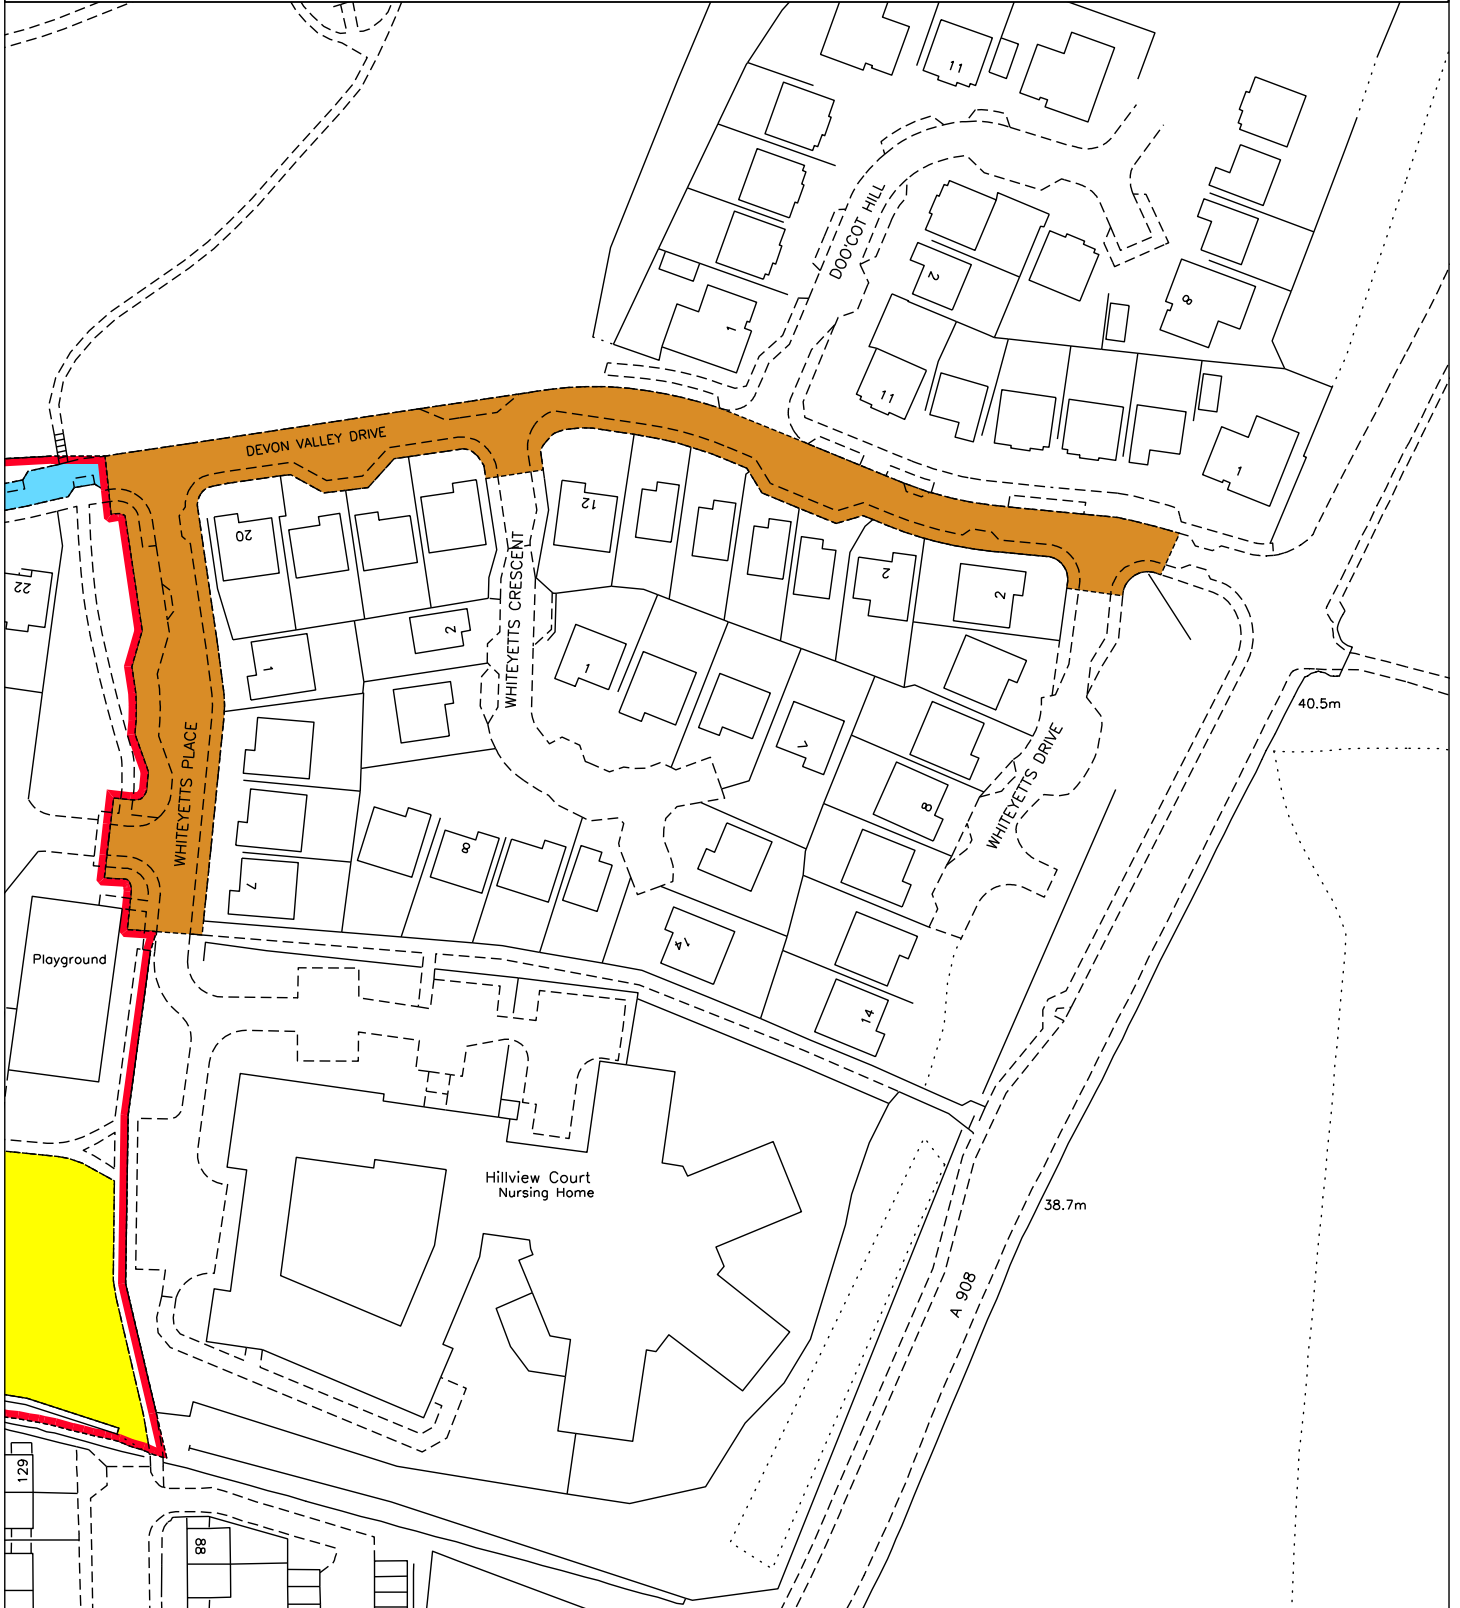 11
DOO'COT HILL
2
8
1
11
DEVON VALLEY DRIVE
1
20
12
2
2
22
WHITEYETTS CRESCENT
1
2
1
7
40.5m
WHITEYETTS PLACE
WHITEYETTS DRIVE
8
8
7
14
Playground
14
Hillview Court
Nursing Home
38.7m
A 908
129
88